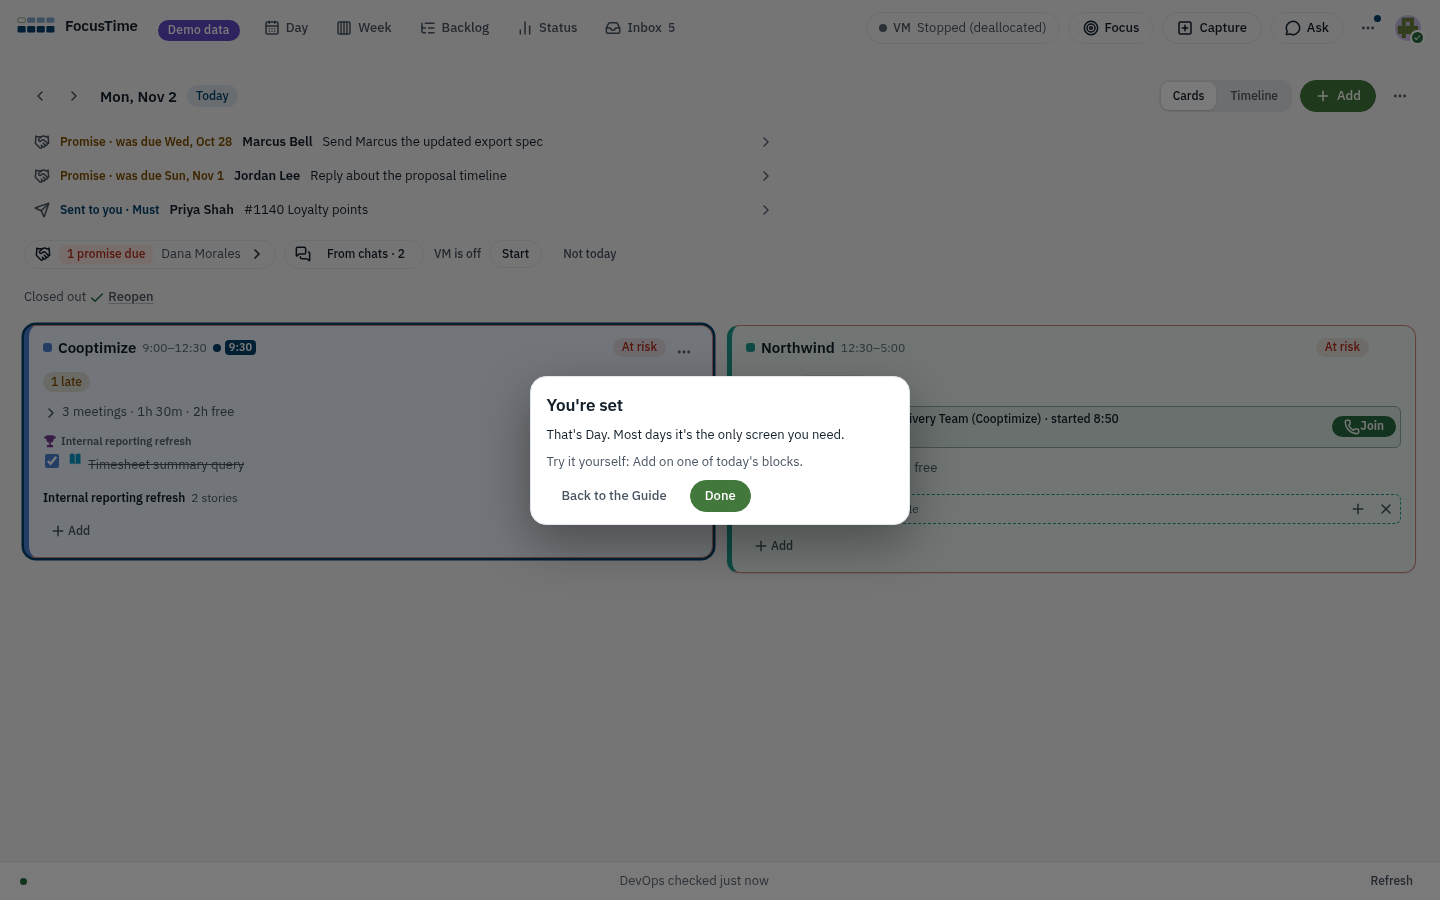 FocusTime
Demo data
Day
Week
Backlog
Status
Inbox 5
VM Stopped (deallocated)
Focus
Capture
Ask
Mon, Nov 2 Today
Cards
Timeline
Add
Promise · was due Wed, Oct 28 Marcus Bell Send Marcus the updated export spec
Promise · was due Sun, Nov 1 Jordan Lee Reply about the proposal timeline
Sent to you · Must Priya Shah #1140 Loyalty points
1 promise due Dana Morales
From chats · 2
VM is off
Start
Not today
Closed out Reopen
Cooptimize 9:00–12:30 9:30
At risk
1 late
3 meetings · 1h 30m · 2h free
Internal reporting refresh
Timesheet summary query
Internal reporting refresh 2 stories
Add
Northwind 12:30–5:00
At risk
Team (Cooptimize) · started 8:50
Join
free
Add
You're set
That's Day. Most days it's the only screen you need.
Try it yourself: Add on one of today's blocks.
Back to the Guide
Done
DevOps checked just now
Refresh